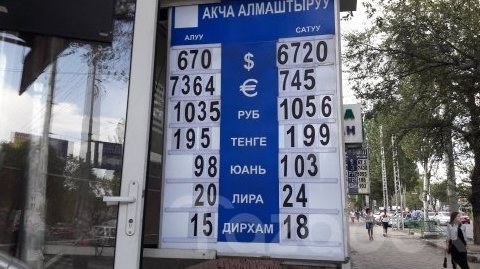 АКЧА АЛМАШТЫРУУ
АЛУУ САТУУ
670 $ 6720
7364 € 745
1035 РУБ 1056
195 ТЕНГЕ 199
98 ЮАНЬ 103
20 ЛИРА 24
15 ДИРХАМ 18